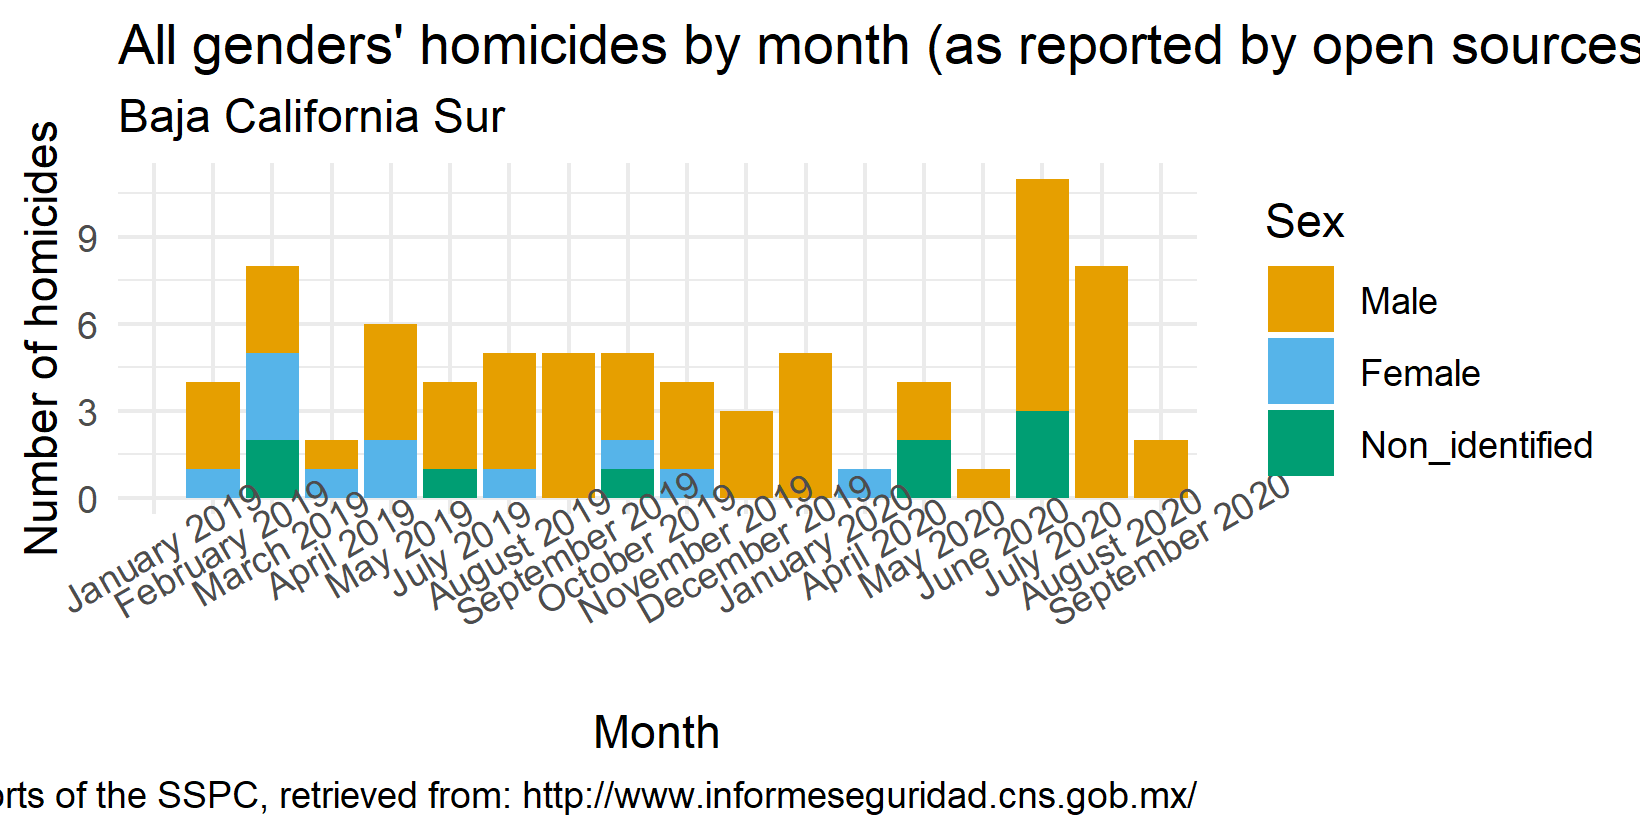 All genders' homicides by month (as reported by open sources
Baja California Sur
Number of homicides
9
6
3
0
January 2019
February 2019
March 2019
April 2019
May 2019
July 2019
August 2019
September 2019
October 2019
November 2019
December 2019
January 2020
April 2020
May 2020
June 2020
July 2020
August 2020
September 2020
Month
Sex
Male
Female
Non_identified
orts of the SSPC, retrieved from: http://www.informeseguridad.cns.gob.mx/